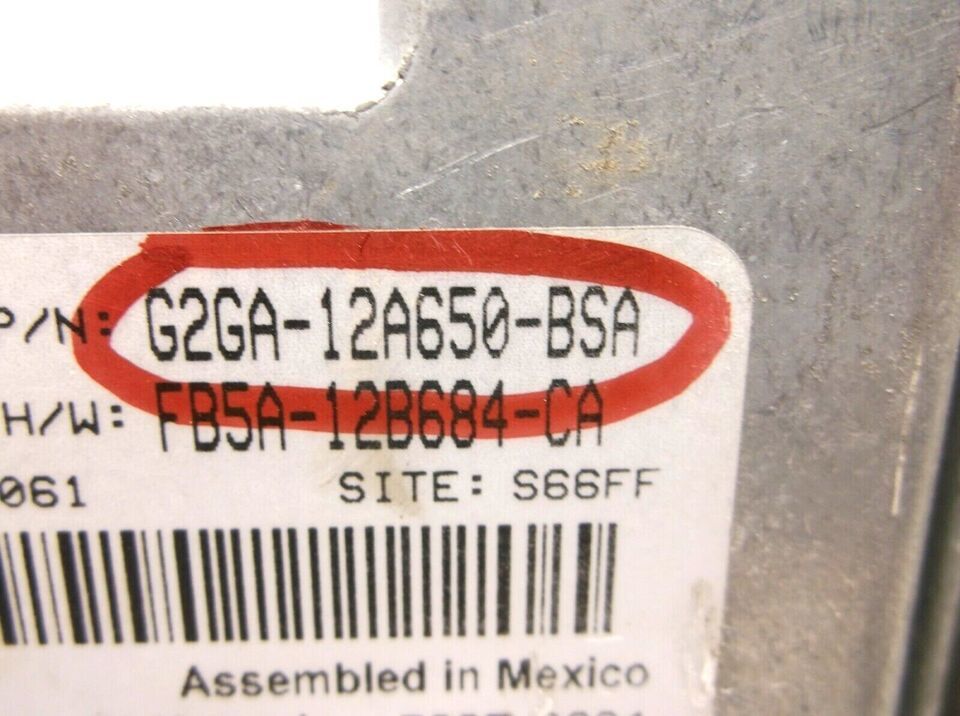 P/N: G2GA-12A650-BSA
H/W: FB5A-12B684-CA
061 SITE: S66FF
Assembled in Mexico